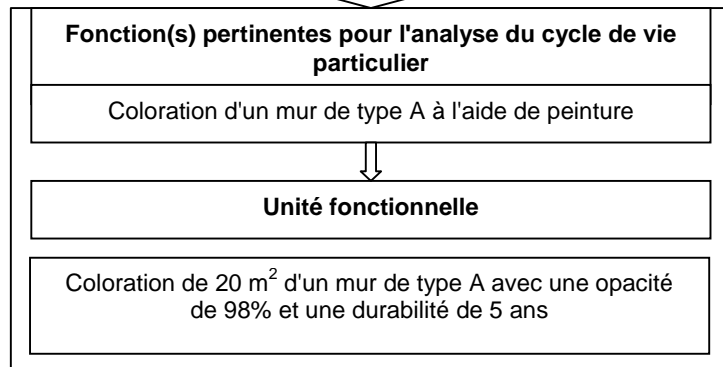 Fonction(s) pertinentes pour l'analyse du cycle de vie
particulier
Coloration d'un mur de type A à l'aide de peinture
Unité fonctionnelle
Coloration de 20 m² d'un mur de type A avec une opacité
de 98% et une durabilité de 5 ans